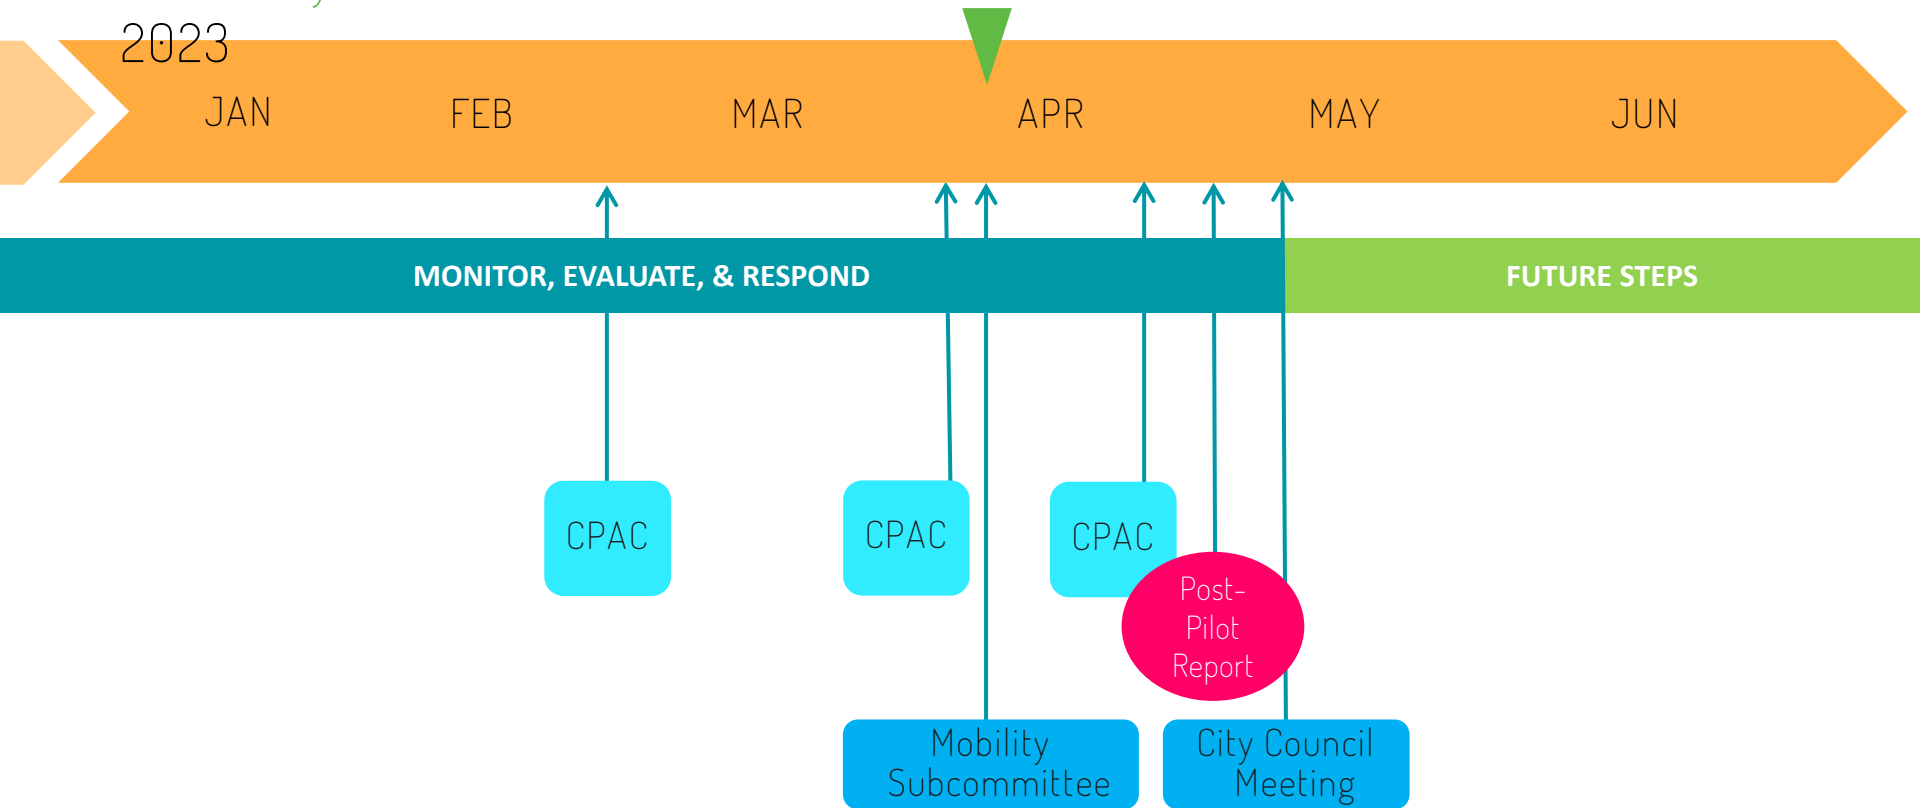 2023
JAN FEB MAR APR MAY JUN
MONITOR, EVALUATE, & RESPOND FUTURE STEPS
CPAC CPAC CPAC
Post-
Pilot
Report
Mobility
Subcommittee
City Council
Meeting